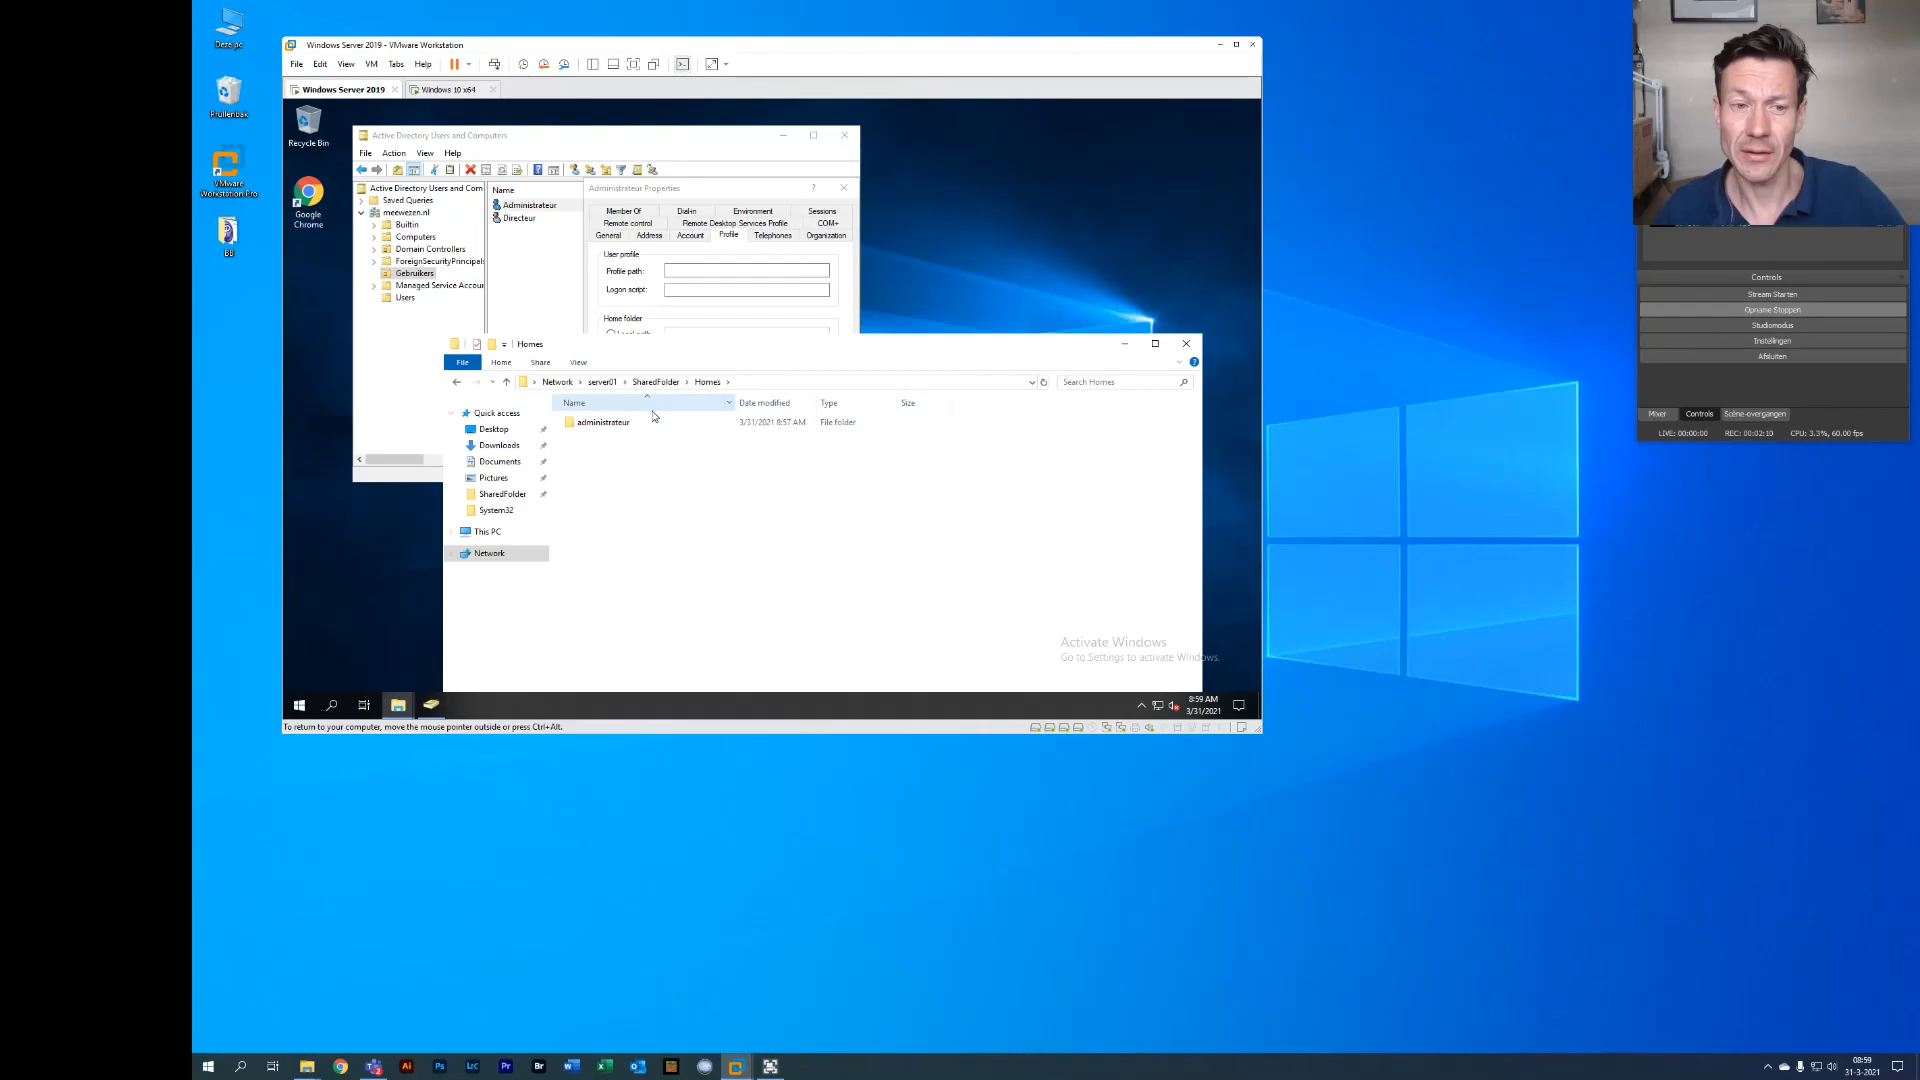 Deze pc
Prullenbak
VMware
Workstation Pro
BB
Windows Server 2019 - VMware Workstation
File Edit View VM Tabs Help
Windows Server 2019
Windows 10 x64
Recycle Bin
Google
Chrome
Active Directory Users and Computers
File Action View Help
Active Directory Users and Com
Saved Queries
meewezen.nl
Builtin
Computers
Domain Controllers
ForeignSecurityPrincipals
Gebruikers
Managed Service Accou
Users
Name
Administrateur
Directeur
Administrateur Properties
Member Of Dial-in Environment Sessions
Remote control Remote Desktop Services Profile COM+
General Address Account Profile Telephones Organization
User profile
Profile path:
Logon script:
Home folder
Homes
File Home Share View
Network server01 SharedFolder Homes
Search Homes
Name Date modified Type Size
administrateur 3/31/2021 8:57 AM File folder
Quick access
Desktop
Downloads
Documents
Pictures
SharedFolder
System32
This PC
Network
Activate Windows
Go to Settings to activate Windows.
8:59 AM
3/31/2021
To return to your computer, move the mouse pointer outside or press Ctrl+Alt.
Controls
Stream Starten
Opname Stoppen
Studiomodus
Instellingen
Afsluiten
Mixer Controls Scène-overgangen
LIVE: 00:00:00 REC: 00:02:10 CPU: 3.3%, 60.00 fps
Ai Ps Lrc Pr Br
08:59
31-3-2021